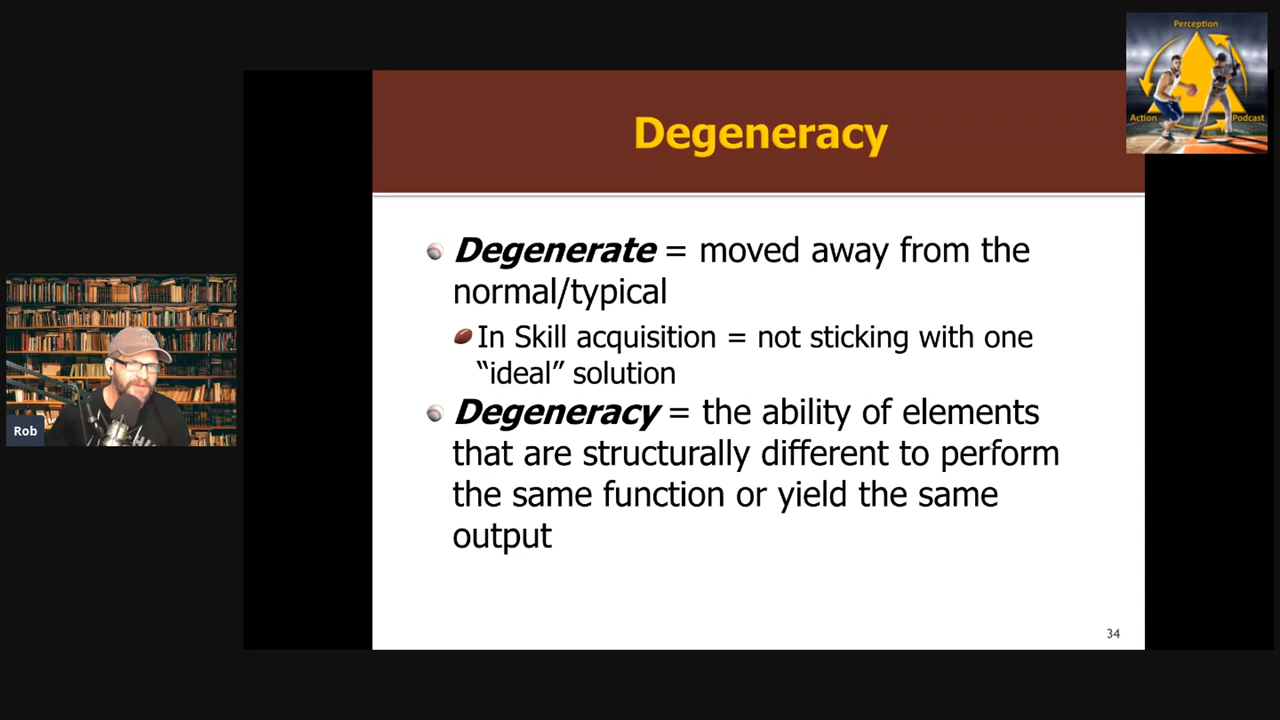 Perception
Action
Podcast
Degeneracy
Degenerate = moved away from the
normal/typical
In Skill acquisition = not sticking with one
“ideal” solution
Degeneracy = the ability of elements
that are structurally different to perform
the same function or yield the same
output
Rob
34